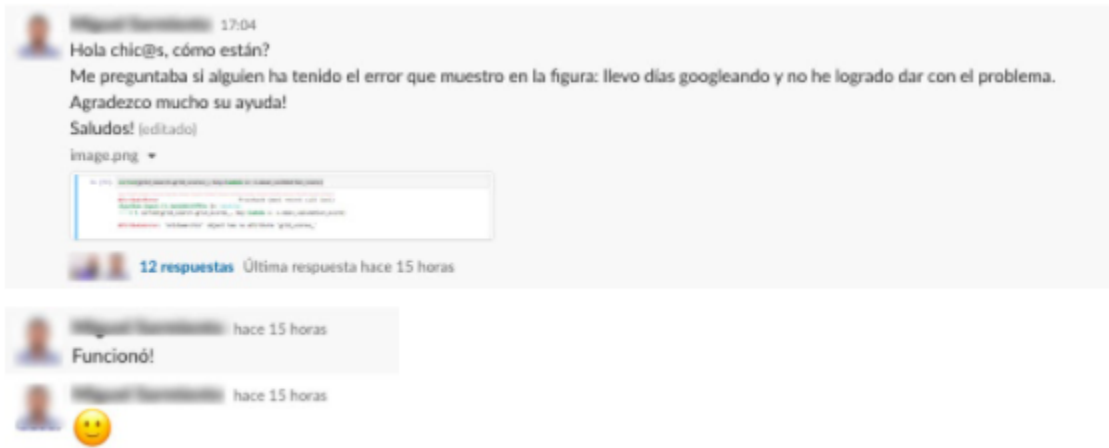 17:04
Hola chic@s, cómo están?
Me preguntaba si alguien ha tenido el error que muestro en la figura: llevo días googleando y no he logrado dar con el problema.
Agradezco mucho su ayuda!
Saludos! (editado)
image.png
12 respuestas Última respuesta hace 15 horas
hace 15 horas
Funcionó!
hace 15 horas